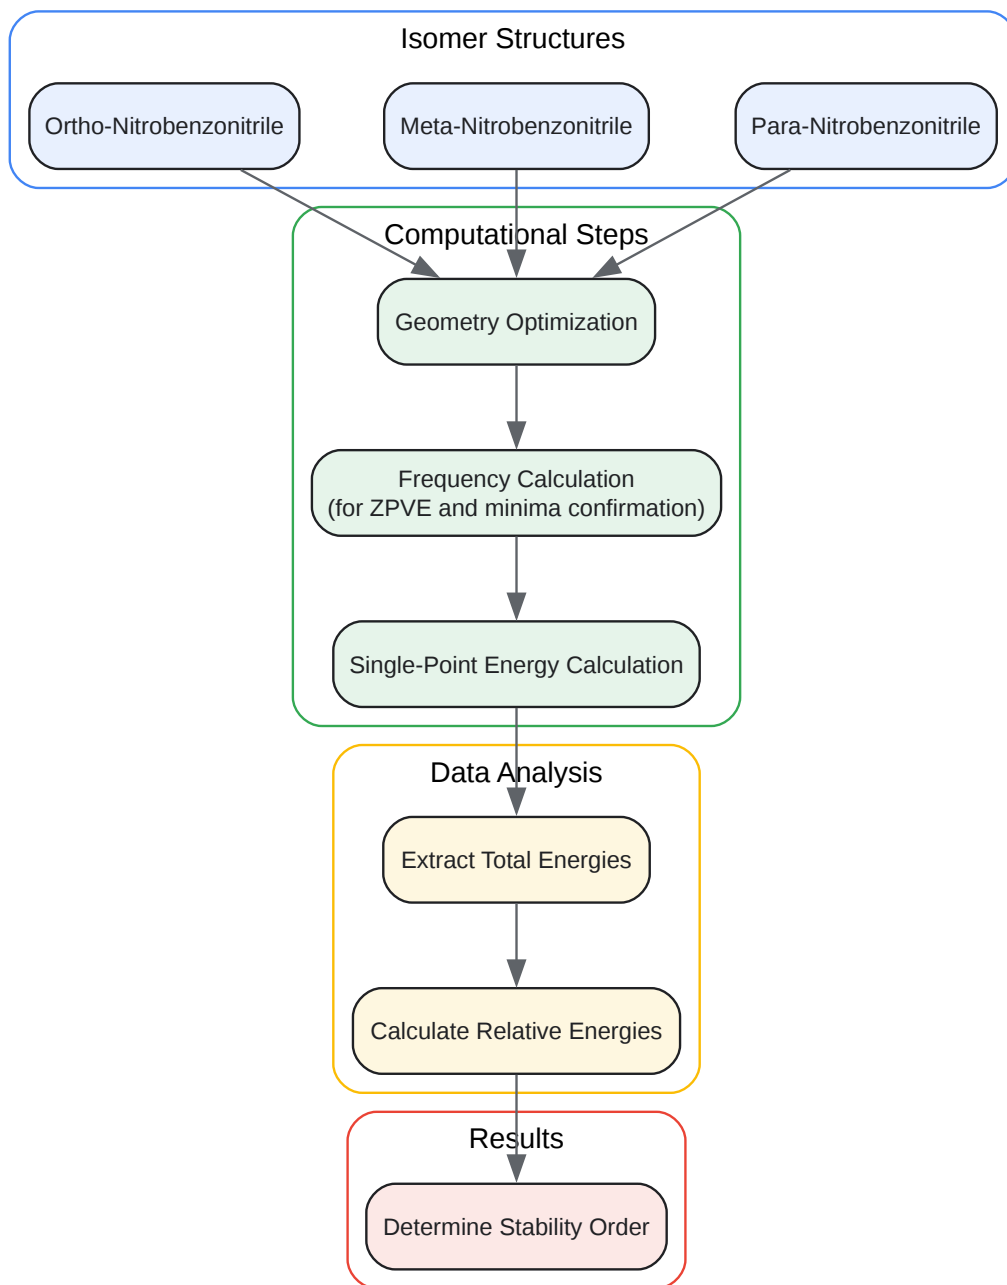 Isomer Structures
Ortho-Nitrobenzonitrile
Meta-Nitrobenzonitrile
Para-Nitrobenzonitrile
Computational Steps
Geometry Optimization
Frequency Calculation
(for ZPVE and minima confirmation)
Single-Point Energy Calculation
Data Analysis
Extract Total Energies
Calculate Relative Energies
Results
Determine Stability Order